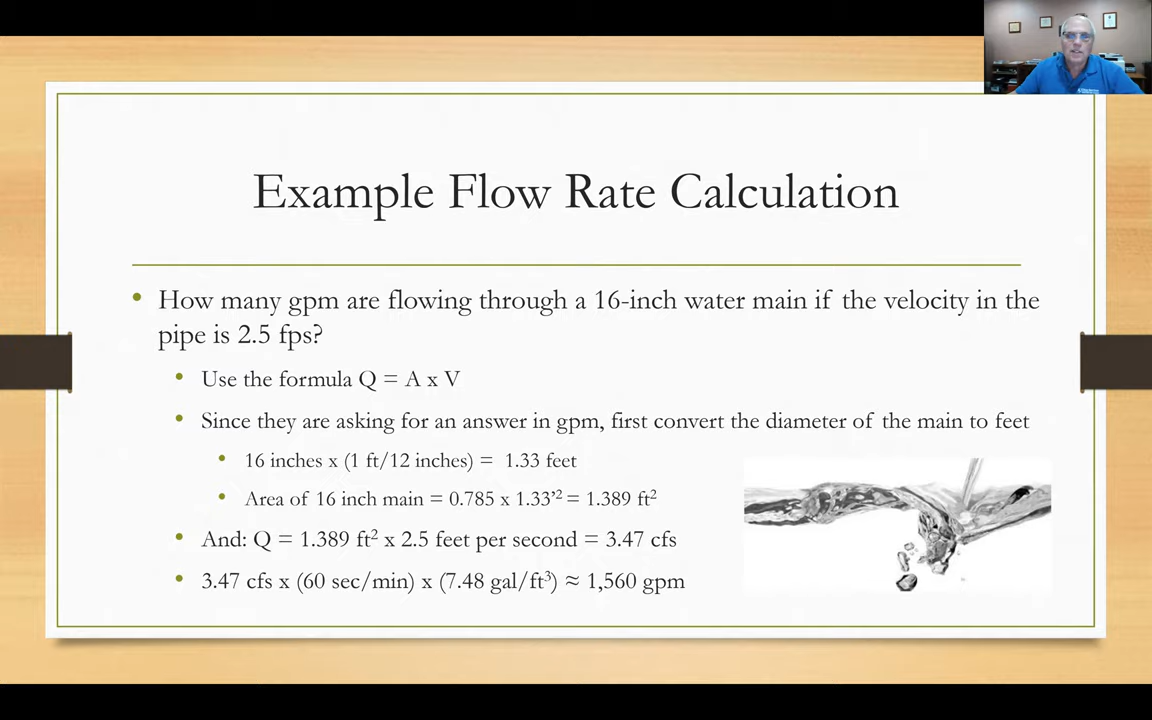 Example Flow Rate Calculation
• How many gpm are flowing through a 16-inch water main if the velocity in the
pipe is 2.5 fps?
• Use the formula Q = A x V
• Since they are asking for an answer in gpm, first convert the diameter of the main to feet
• 16 inches x (1 ft/12 inches) = 1.33 feet
• Area of 16 inch main = 0.785 x 1.33’² = 1.389 ft²
• And: Q = 1.389 ft² x 2.5 feet per second = 3.47 cfs
• 3.47 cfs x (60 sec/min) x (7.48 gal/ft³) ≈ 1,560 gpm